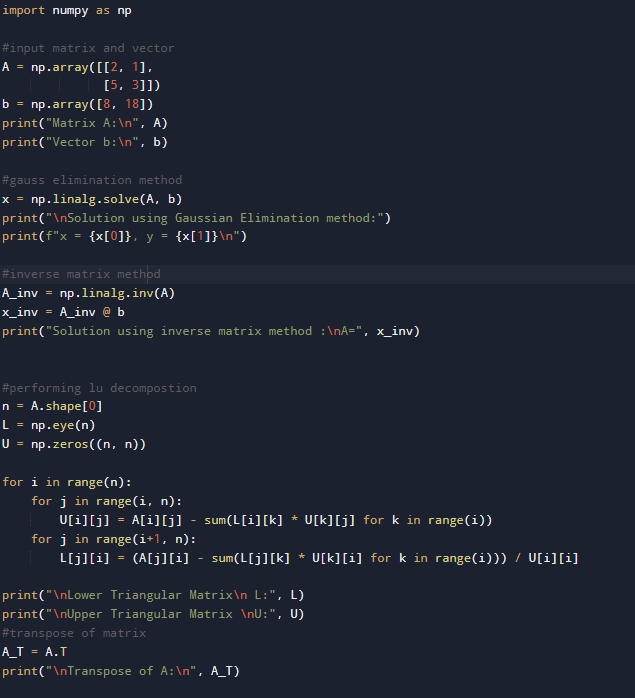 import numpy as np
#input matrix and vector
A = np.array([[2, 1],
              [5, 3]])
b = np.array([8, 18])
print("Matrix A:\n", A)
print("Vector b:\n", b)
#gauss elimination method
x = np.linalg.solve(A, b)
print("\nSolution using Gaussian Elimination method:")
print(f"x = {x[0]}, y = {x[1]}\n")
#inverse matrix method
A_inv = np.linalg.inv(A)
x_inv = A_inv @ b
print("Solution using inverse matrix method :\nA=", x_inv)
#performing lu decompostion
n = A.shape[0]
L = np.eye(n)
U = np.zeros((n, n))
for i in range(n):
    for j in range(i, n):
        U[i][j] = A[i][j] - sum(L[i][k] * U[k][j] for k in range(i))
    for j in range(i+1, n):
        L[j][i] = (A[j][i] - sum(L[j][k] * U[k][i] for k in range(i))) / U[i][i]
print("\nLower Triangular Matrix\n L:", L)
print("\nUpper Triangular Matrix \nU:", U)
#transpose of matrix
A_T = A.T
print("\nTranspose of A:\n", A_T)